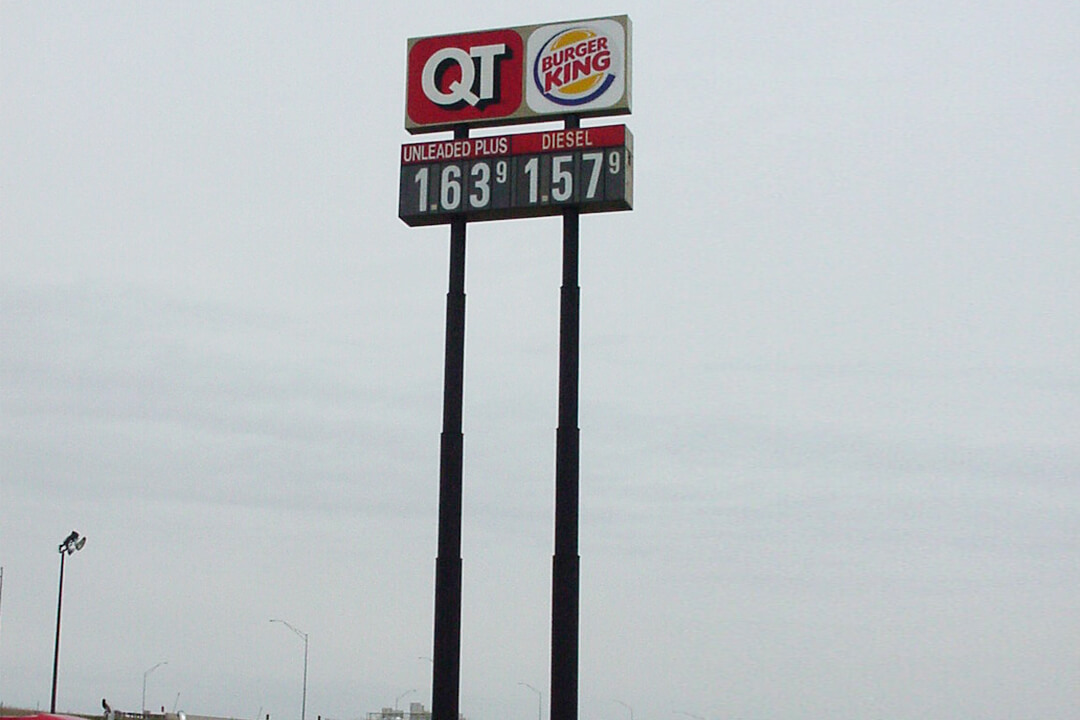 QT
BURGER
KING
UNLEADED PLUS DIESEL
1.63 9 1.57 9